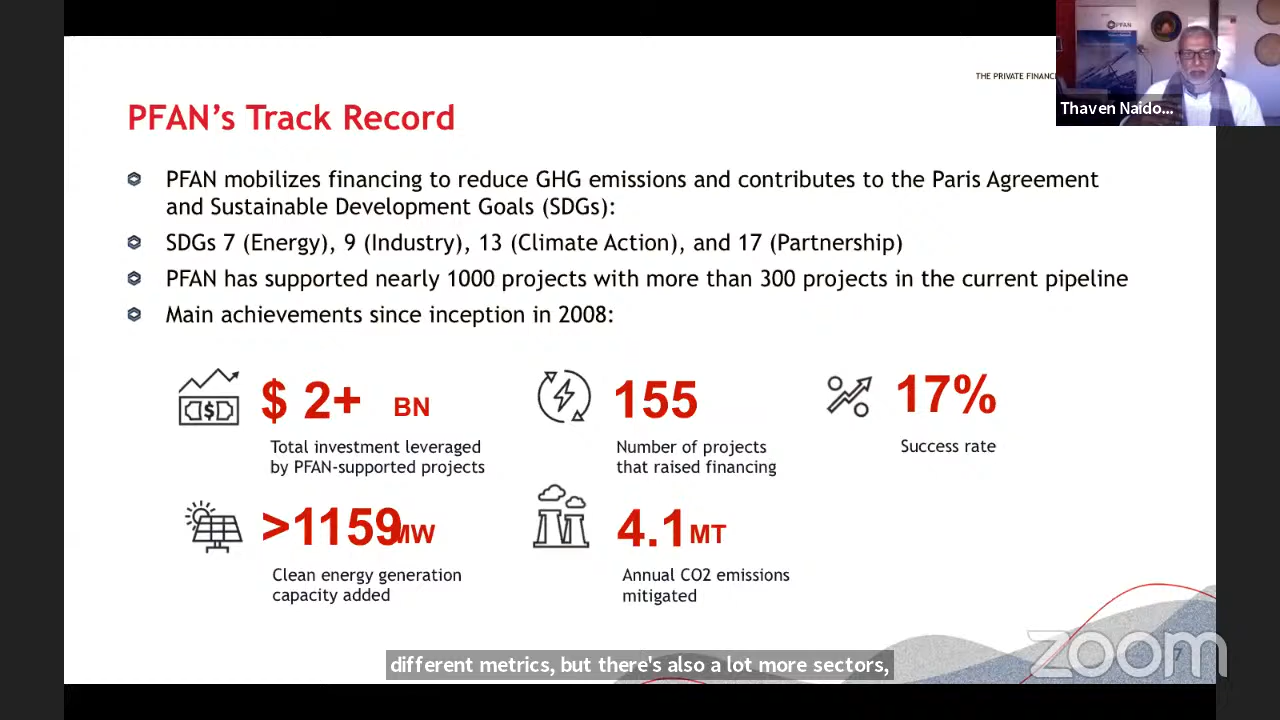 THE PRIVATE FINANC
PFAN
Thaven Naido...
PFAN's Track Record
PFAN mobilizes financing to reduce GHG emissions and contributes to the Paris Agreement
and Sustainable Development Goals (SDGs):
SDGs 7 (Energy), 9 (Industry), 13 (Climate Action), and 17 (Partnership)
PFAN has supported nearly 1000 projects with more than 300 projects in the current pipeline
Main achievements since inception in 2008:
$ 2+ BN
Total investment leveraged
by PFAN-supported projects
155
Number of projects
that raised financing
17%
Success rate
>1159MW
Clean energy generation
capacity added
4.1MT
Annual CO2 emissions
mitigated
different metrics, but there's also a lot more sectors,
zoom
7